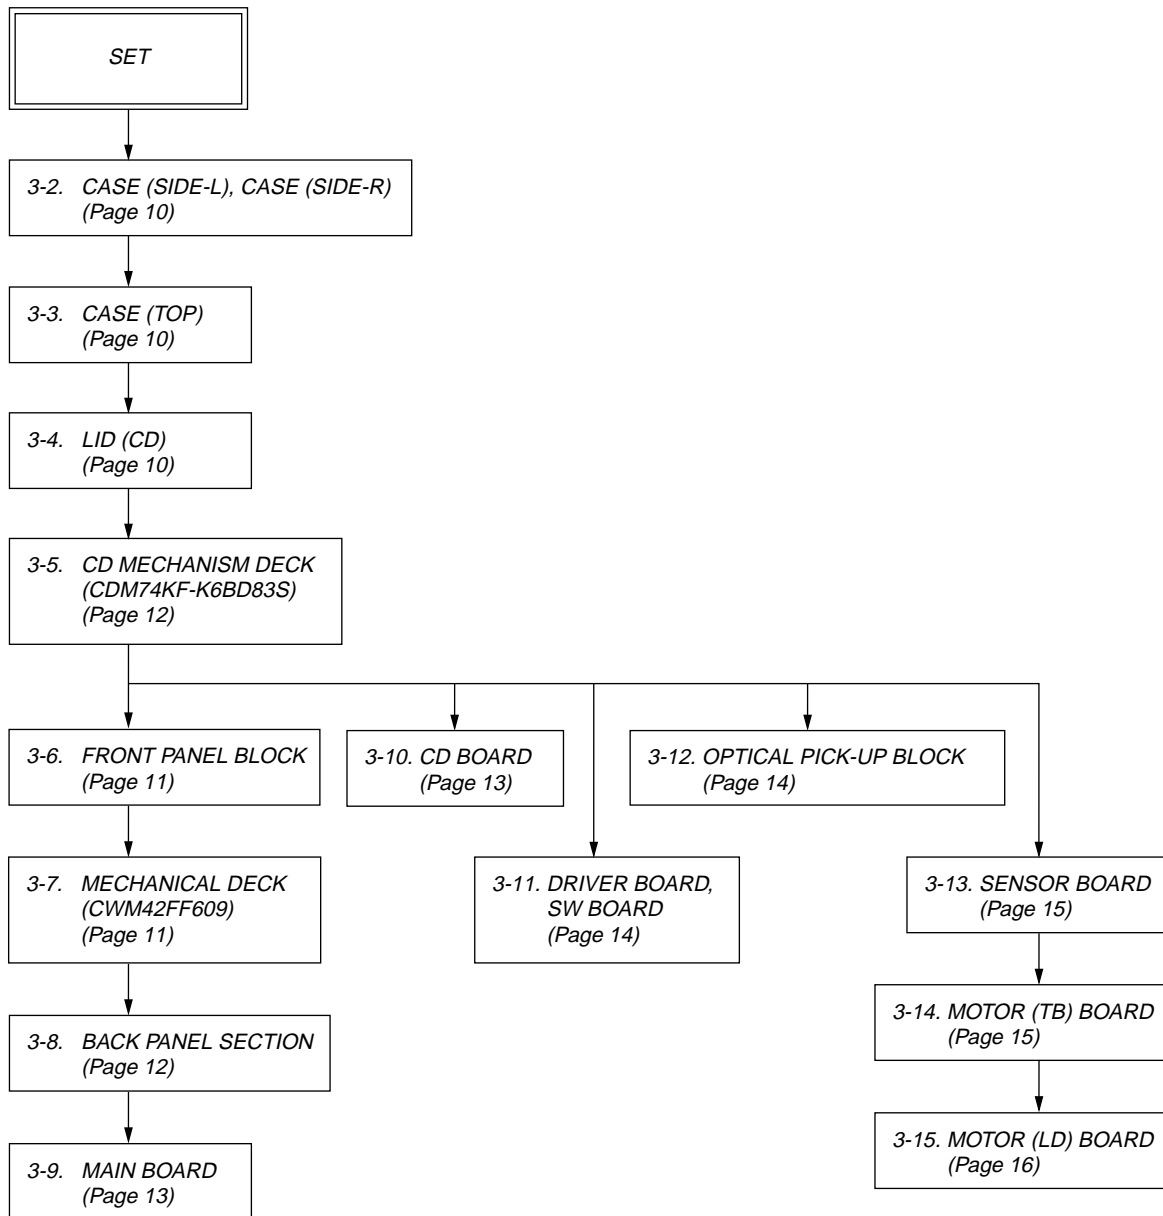 SET
3-2. CASE (SIDE-L), CASE (SIDE-R)
(Page 10)
3-3. CASE (TOP)
(Page 10)
3-4. LID (CD)
(Page 10)
3-5. CD MECHANISM DECK
(CDM74KF-K6BD83S)
(Page 12)
3-6. FRONT PANEL BLOCK
(Page 11)
3-10. CD BOARD
(Page 13)
3-12. OPTICAL PICK-UP BLOCK
(Page 14)
3-7. MECHANICAL DECK
(CWM42FF609)
(Page 11)
3-11. DRIVER BOARD,
SW BOARD
(Page 14)
3-13. SENSOR BOARD
(Page 15)
3-8. BACK PANEL SECTION
(Page 12)
3-14. MOTOR (TB) BOARD
(Page 15)
3-9. MAIN BOARD
(Page 13)
3-15. MOTOR (LD) BOARD
(Page 16)